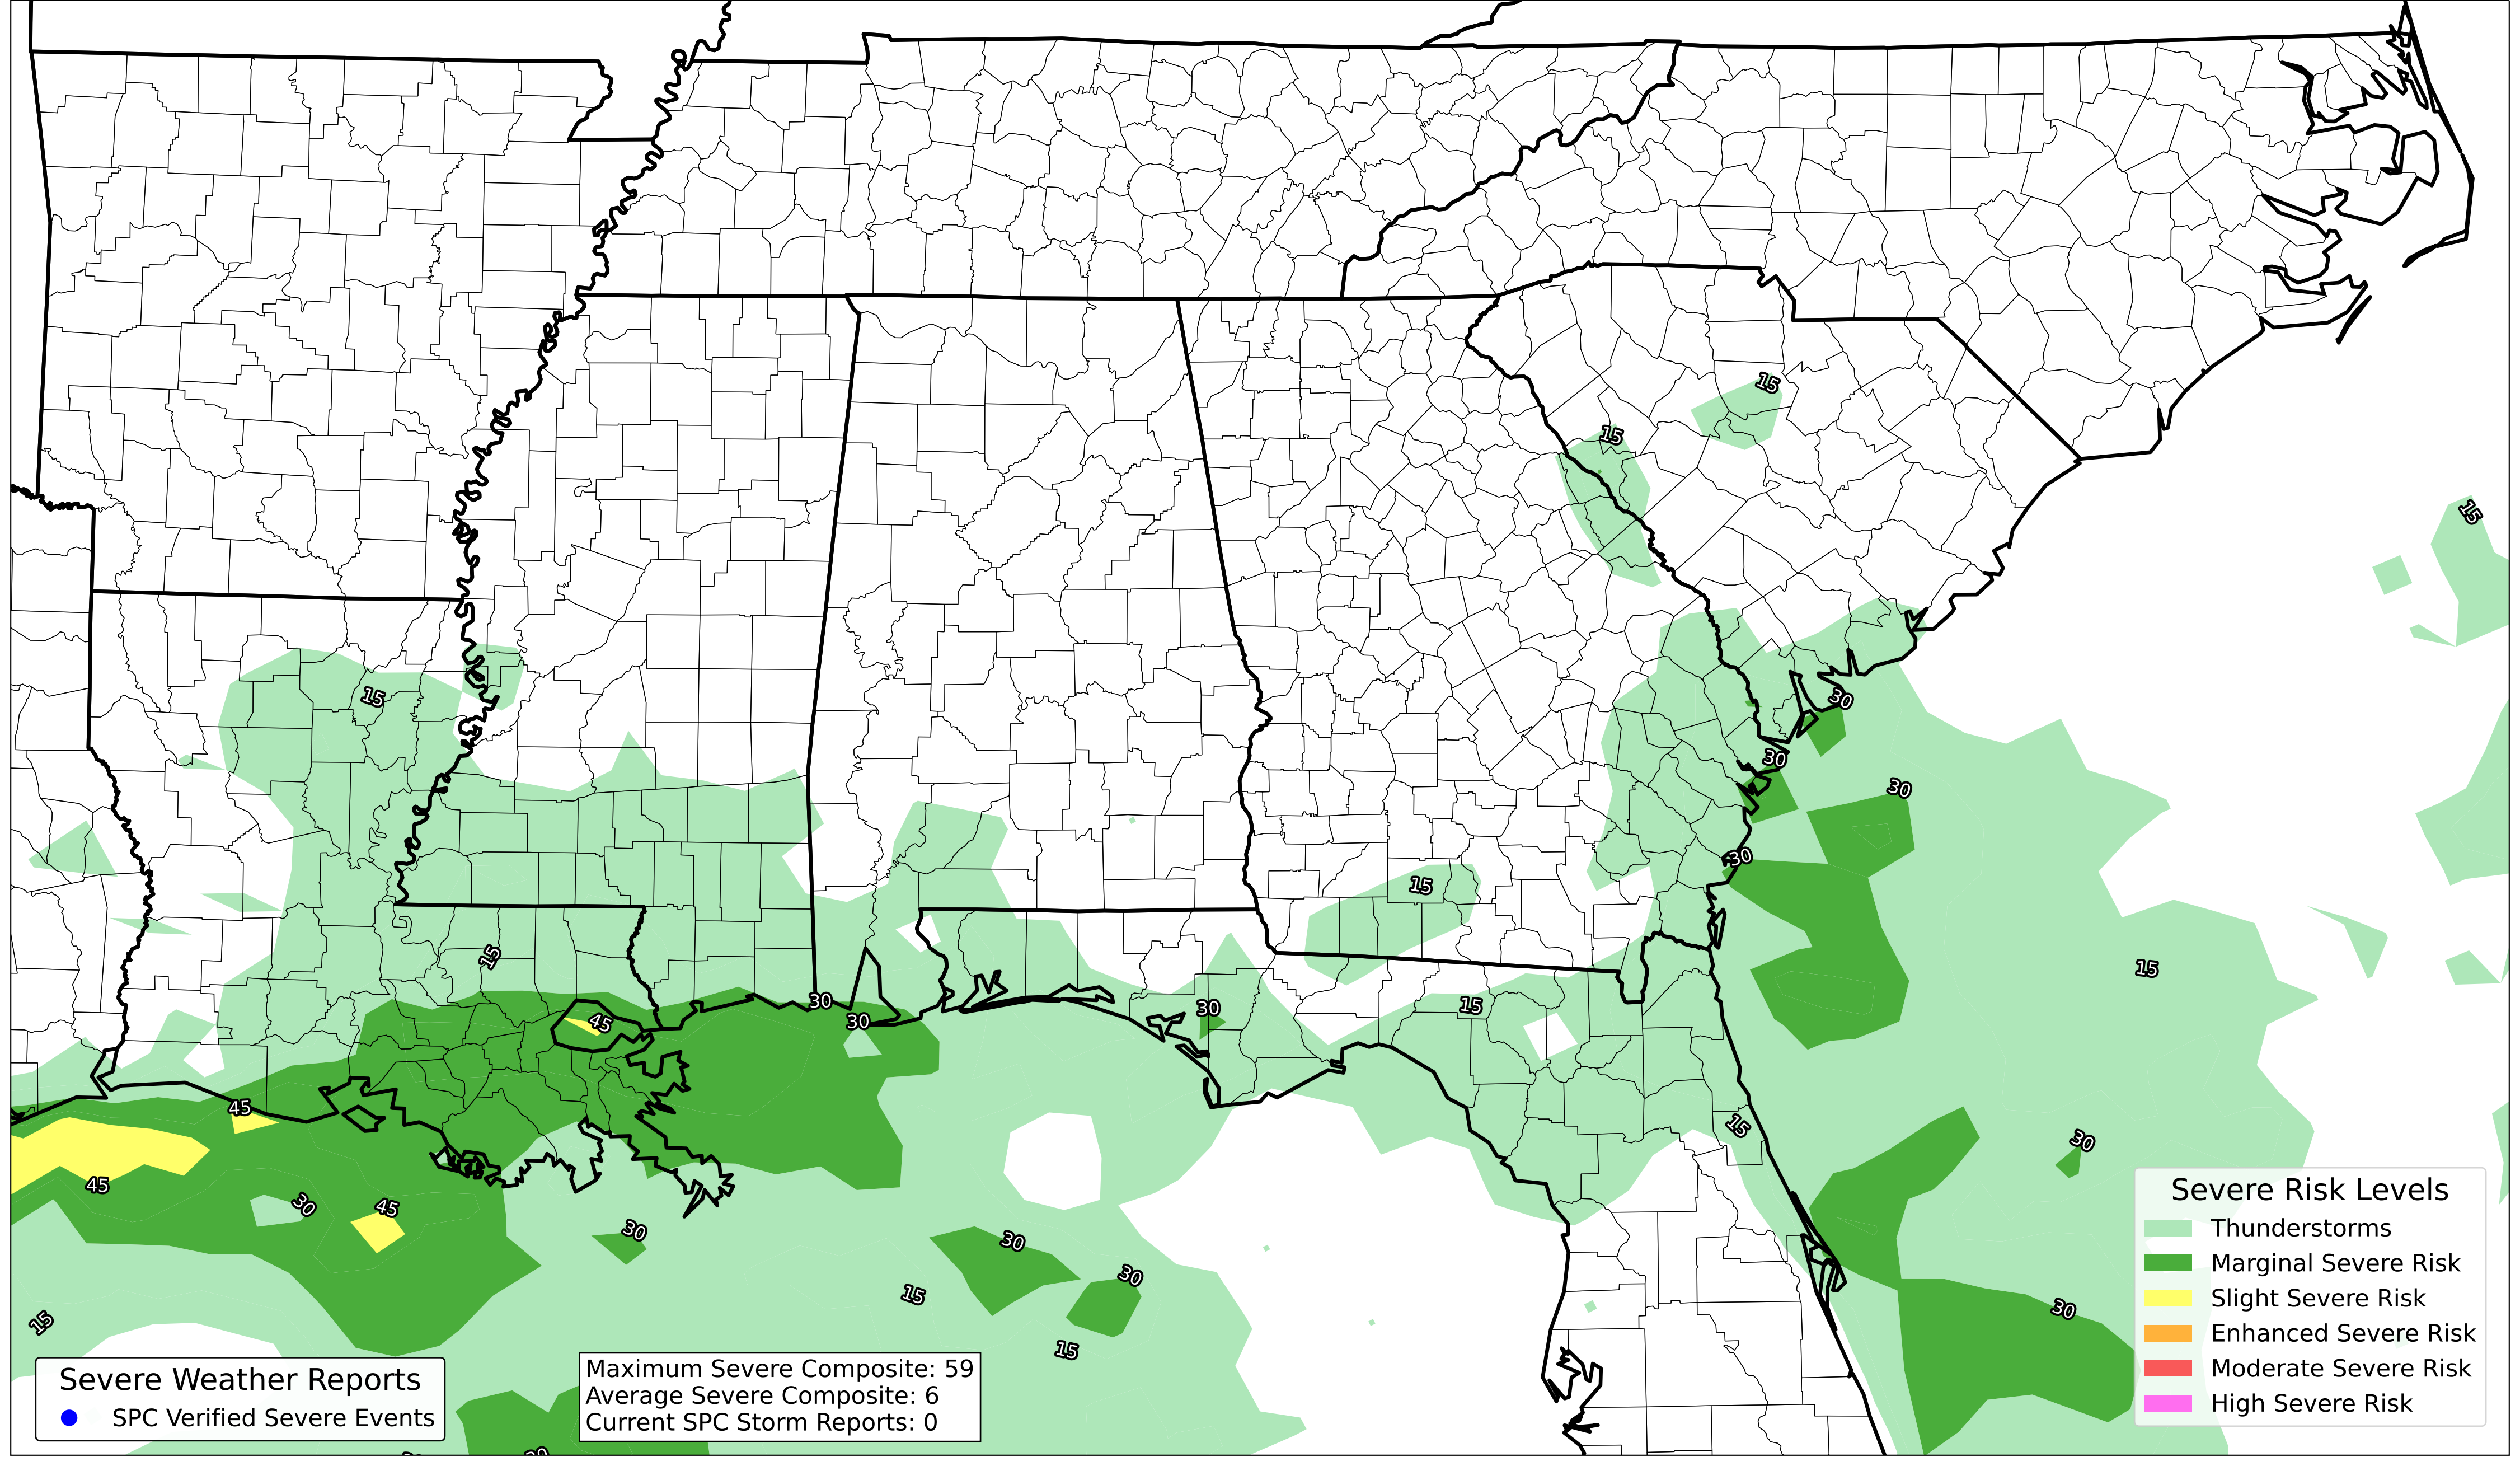 15
15
15
15
30
30
30
30
15
15
15
30
30
30
15
45
45
15
30
45
45
30
30
30
30
15
15
15
30
30
Severe Risk Levels
Thunderstorms
Marginal Severe Risk
Slight Severe Risk
Enhanced Severe Risk
Moderate Severe Risk
High Severe Risk
Severe Weather Reports
SPC Verified Severe Events
Maximum Severe Composite: 59
Average Severe Composite: 6
Current SPC Storm Reports: 0